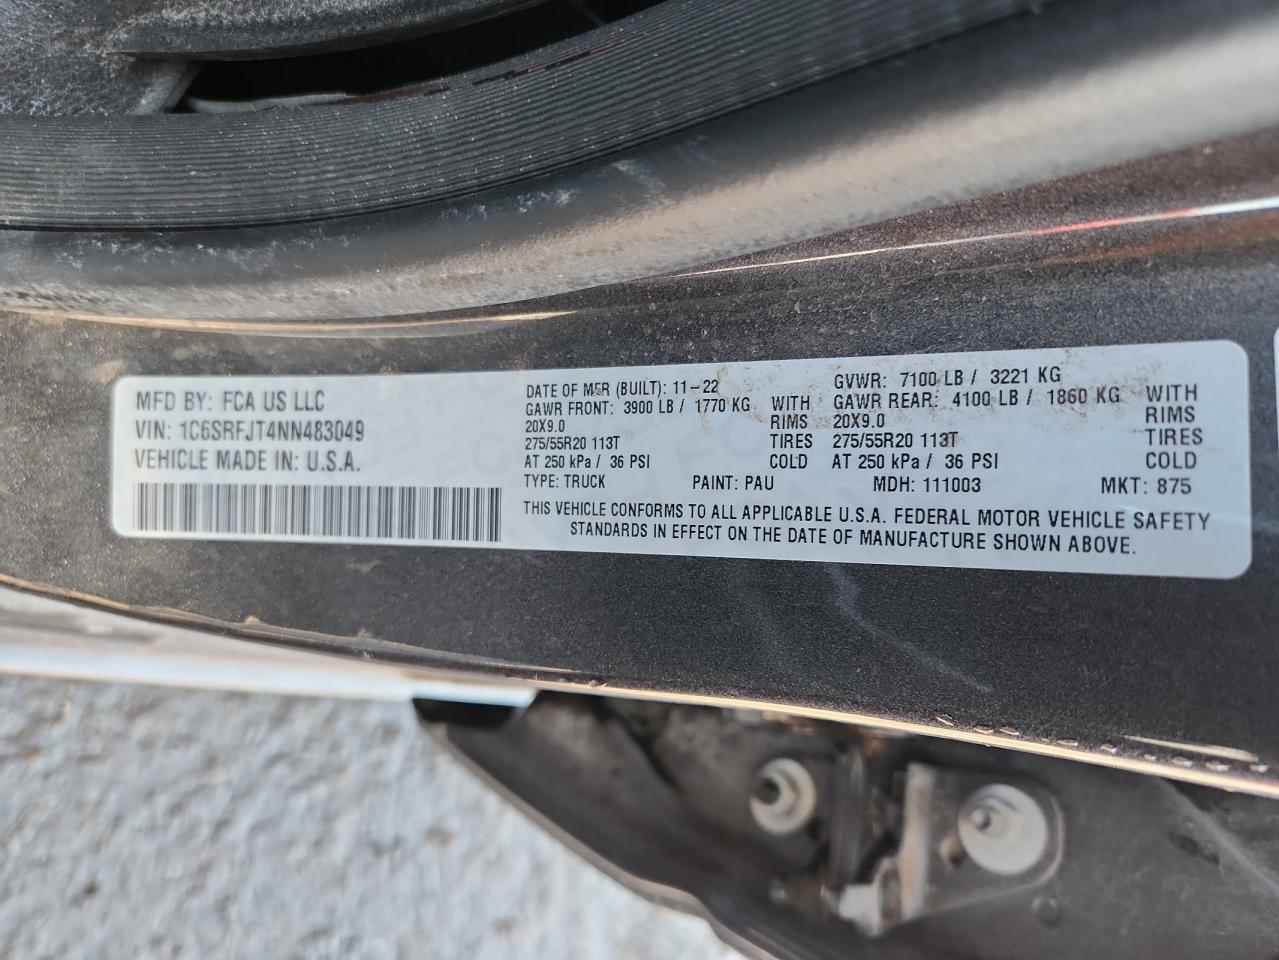 MFD BY: FCA US LLC
VIN: 1C6SRFJT4NN483049
VEHICLE MADE IN: U.S.A.
DATE OF MFR (BUILT): 11-22 GVWR: 7100 LB / 3221 KG
GAWR FRONT: 3900 LB / 1770 KG WITH GAWR REAR: 4100 LB / 1860 KG WITH
20X9.0 RIMS 20X9.0 RIMS
275/55R20 113T TIRES 275/55R20 113T TIRES
AT 250 kPa / 36 PSI COLD AT 250 kPa / 36 PSI COLD
TYPE: TRUCK PAINT: PAU MDH: 111003 MKT: 875
THIS VEHICLE CONFORMS TO ALL APPLICABLE U.S.A. FEDERAL MOTOR VEHICLE SAFETY
STANDARDS IN EFFECT ON THE DATE OF MANUFACTURE SHOWN ABOVE.